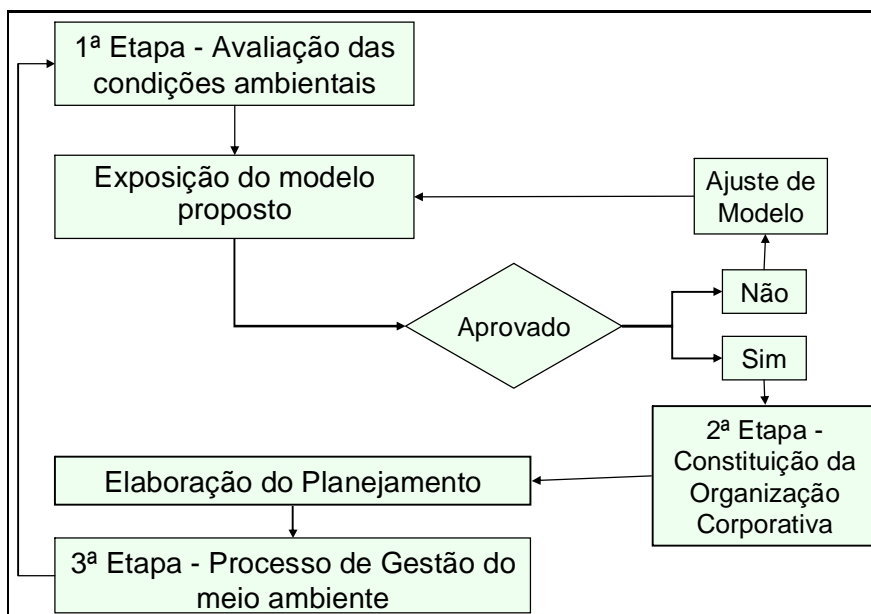 1ª Etapa - Avaliação das
condições ambientais
Exposição do modelo
proposto
Ajuste de
Modelo
Aprovado
Não
Sim
2ª Etapa -
Constituição da
Organização
Corporativa
Elaboração do Planejamento
3ª Etapa - Processo de Gestão do
meio ambiente